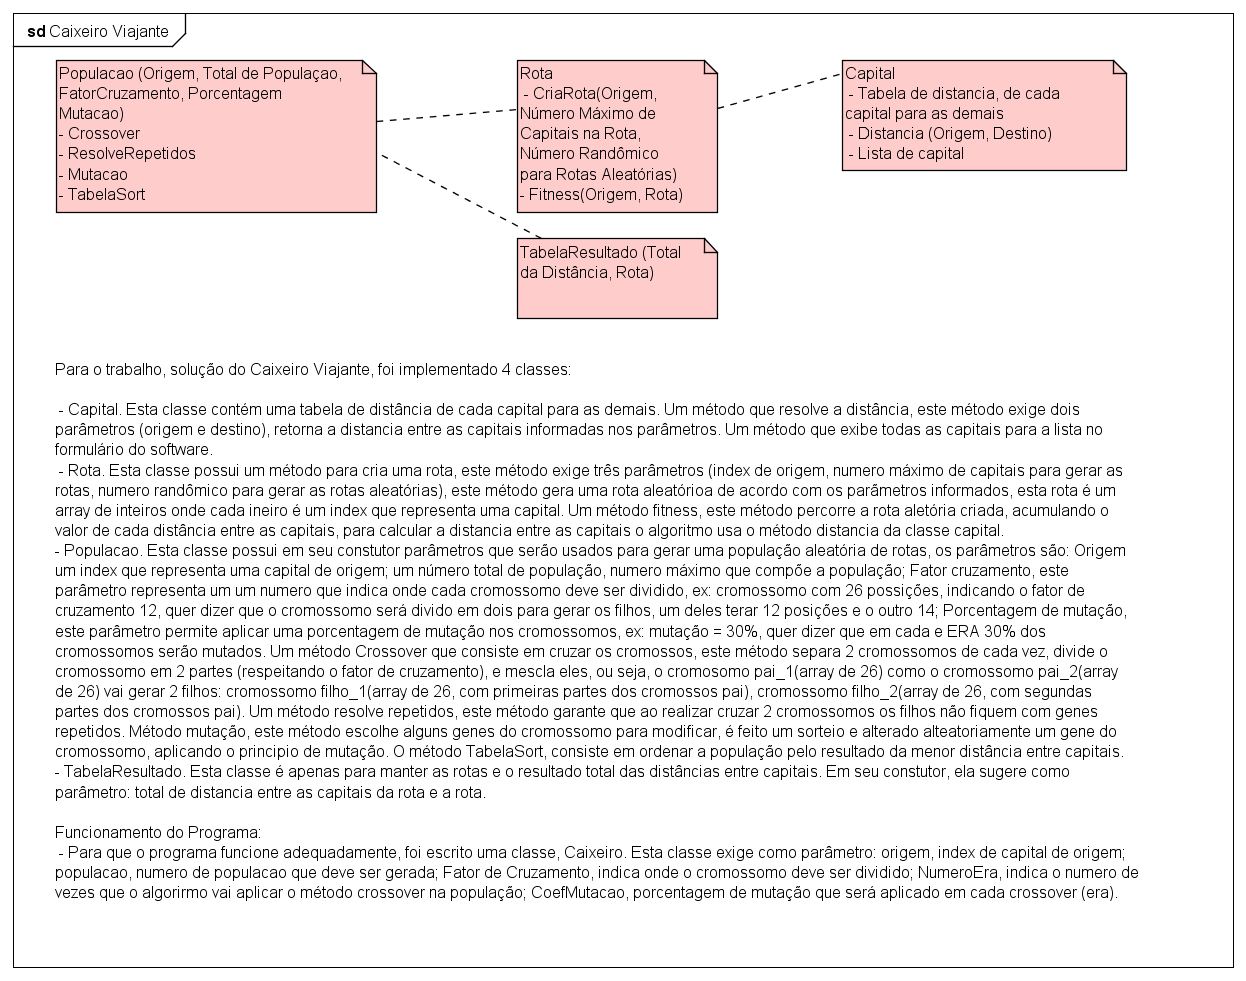 sd Caixeiro Viajante
Populacao (Origem, Total de Populaçao,
FatorCruzamento, Porcentagem
Mutacao)
- Crossover
- ResolveRepetidos
- Mutacao
- TabelaSort
Rota
- CriaRota(Origem,
Número Máximo de
Capitais na Rota,
Número Randômico
para Rotas Aleatórias)
- Fitness(Origem, Rota)
Capital
- Tabela de distancia, de cada
capital para as demais
- Distancia (Origem, Destino)
- Lista de capital
TabelaResultado (Total
da Distância, Rota)
Para o trabalho, solução do Caixeiro Viajante, foi implementado 4 classes:
- Capital. Esta classe contém uma tabela de distância de cada capital para as demais. Um método que resolve a distância, este método exige dois
parâmetros (origem e destino), retorna a distancia entre as capitais informadas nos parâmetros. Um método que exibe todas as capitais para a lista no
formulário do software.
- Rota. Esta classe possui um método para cria uma rota, este método exige três parâmetros (index de origem, numero máximo de capitais para gerar as
rotas, numero randômico para gerar as rotas aleatórias), este método gera uma rota aleatórioa de acordo com os parâmetros informados, esta rota é um
array de inteiros onde cada ineiro é um index que representa uma capital. Um método fitness, este método percorre a rota aletória criada, acumulando o
valor de cada distância entre as capitais, para calcular a distancia entre as capitais o algoritmo usa o método distancia da classe capital.
- Populacao. Esta classe possui em seu constutor parâmetros que serão usados para gerar uma população aleatória de rotas, os parâmetros são: Origem
um index que representa uma capital de origem; um número total de população, numero máximo que compõe a população; Fator cruzamento, este
parâmetro representa um um numero que indica onde cada cromossomo deve ser dividido, ex: cromossomo com 26 possições, indicando o fator de
cruzamento 12, quer dizer que o cromossomo será divido em dois para gerar os filhos, um deles terar 12 posições e o outro 14; Porcentagem de mutação,
este parâmetro permite aplicar uma porcentagem de mutação nos cromossomos, ex: mutação = 30%, quer dizer que em cada e ERA 30% dos
cromossomos serão mutados. Um método Crossover que consiste em cruzar os cromossos, este método separa 2 cromossomos de cada vez, divide o
cromossomo em 2 partes (respeitando o fator de cruzamento), e mescla eles, ou seja, o cromosomo pai_1(array de 26) como o cromossomo pai_2(array
de 26) vai gerar 2 filhos: cromossomo filho_1(array de 26, com primeiras partes dos cromossos pai), cromossomo filho_2(array de 26, com segundas
partes dos cromossos pai). Um método resolve repetidos, este método garante que ao realizar cruzar 2 cromossomos os filhos não fiquem com genes
repetidos. Método mutação, este método escolhe alguns genes do cromossomo para modificar, é feito um sorteio e alterado alteatoriamente um gene do
cromossomo, aplicando o principio de mutação. O método TabelaSort, consiste em ordenar a população pelo resultado da menor distância entre capitais.
- TabelaResultado. Esta classe é apenas para manter as rotas e o resultado total das distâncias entre capitais. Em seu constutor, ela sugere como
parâmetro: total de distancia entre as capitais da rota e a rota.
Funcionamento do Programa:
- Para que o programa funcione adequadamente, foi escrito uma classe, Caixeiro. Esta classe exige como parâmetro: origem, index de capital de origem;
populacao, numero de populacao que deve ser gerada; Fator de Cruzamento, indica onde o cromossomo deve ser dividido; NumeroEra, indica o numero de
vezes que o algorirmo vai aplicar o método crossover na população; CoefMutacao, porcentagem de mutação que será aplicado em cada crossover (era).